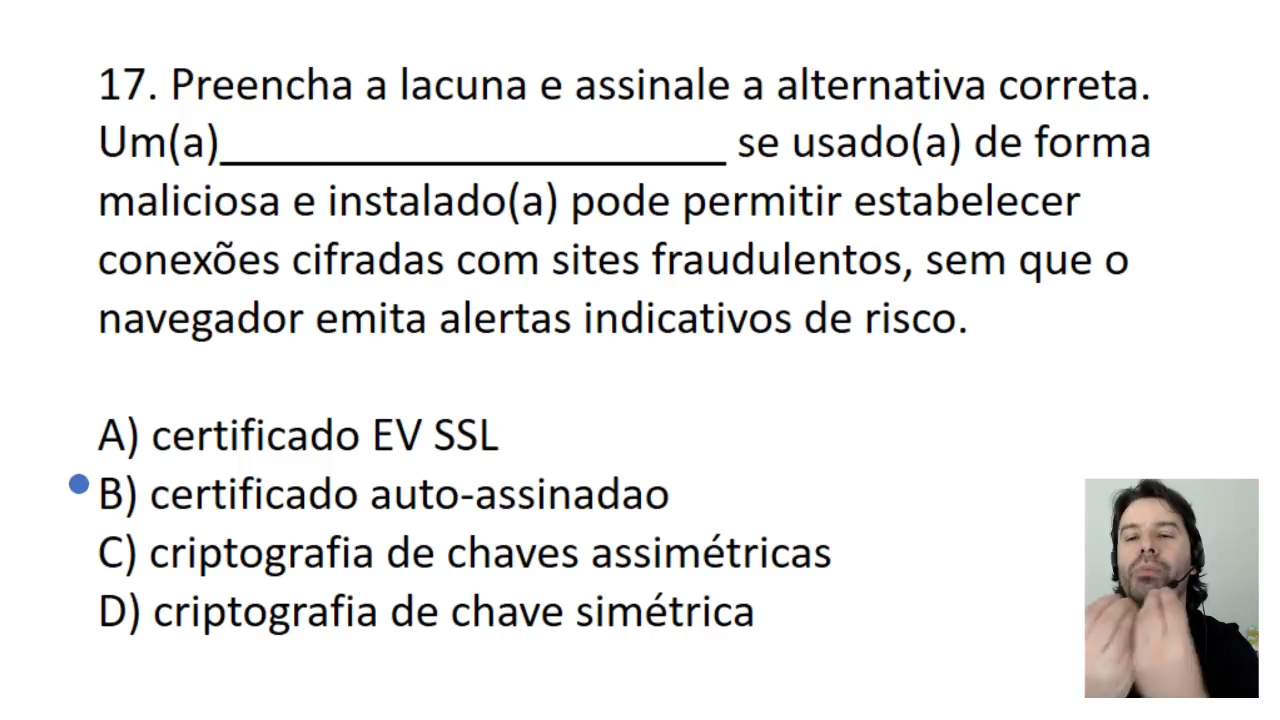 17. Preencha a lacuna e assinale a alternativa correta.
Um(a)______________________ se usado(a) de forma
maliciosa e instalado(a) pode permitir estabelecer
conexões cifradas com sites fraudulentos, sem que o
navegador emita alertas indicativos de risco.
A) certificado EV SSL
B) certificado auto-assinadao
C) criptografia de chaves assimétricas
D) criptografia de chave simétrica